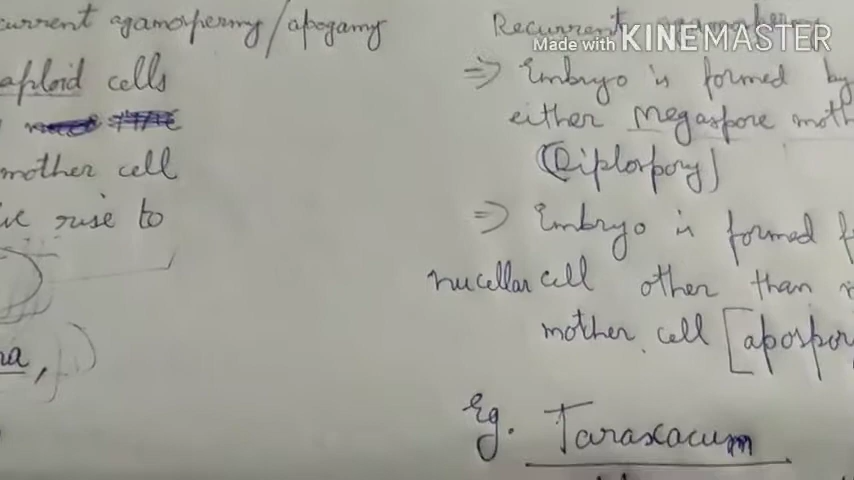 current agamospermy/apogamy
aploid cells
mother cell
ve rise to
na,
Recurrent
Made with KINEMASTER
=> Embryo is formed by
either Megaspore moth
(Diplospory)
=> Embryo is formed f
nucellar cell other than
mother cell [apospor
Eg. Taraxacum